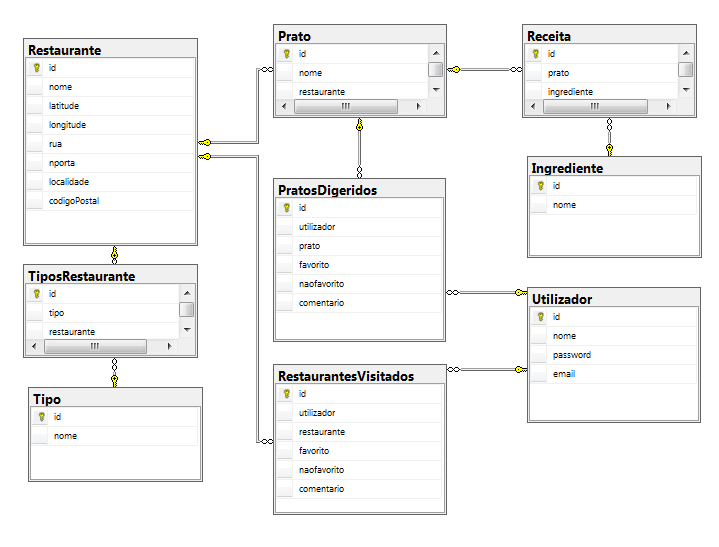 Restaurante
id
nome
latitude
longitude
rua
nporta
localidade
codigoPostal
TiposRestaurante
id
tipo
restaurante
Tipo
id
nome
Prato
id
nome
restaurante
PratosDigeridos
id
utilizador
prato
favorito
naofavorito
comentario
RestaurantesVisitados
id
utilizador
restaurante
favorito
naofavorito
comentario
Receita
id
prato
ingrediente
Ingrediente
id
nome
Utilizador
id
nome
password
email